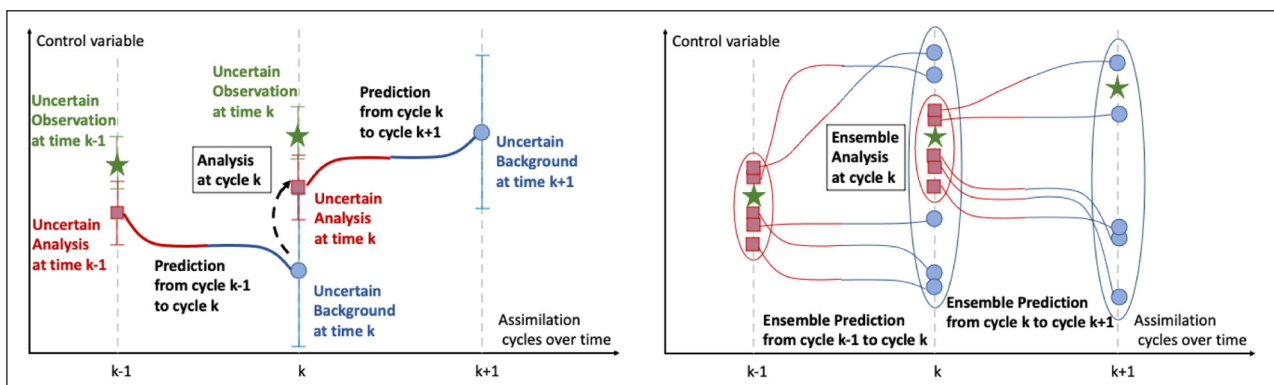 Control variable
Uncertain
Observation
at time k-1
Uncertain
Observation
at time k
Prediction
from cycle k
to cycle k+1
Analysis
at cycle k
Uncertain
Background
at time k+1
Uncertain
Analysis
at time k-1
Uncertain
Analysis
at time k
Prediction
from cycle k-1
to cycle k
Uncertain
Background
at time k
Assimilation
cycles over time
k-1
k
k+1
Control variable
Ensemble
Analysis
at cycle k
Ensemble Prediction
from cycle k-1 to cycle k
Ensemble Prediction
from cycle k to cycle k+1
Assimilation
cycles over time
k-1
k
k+1